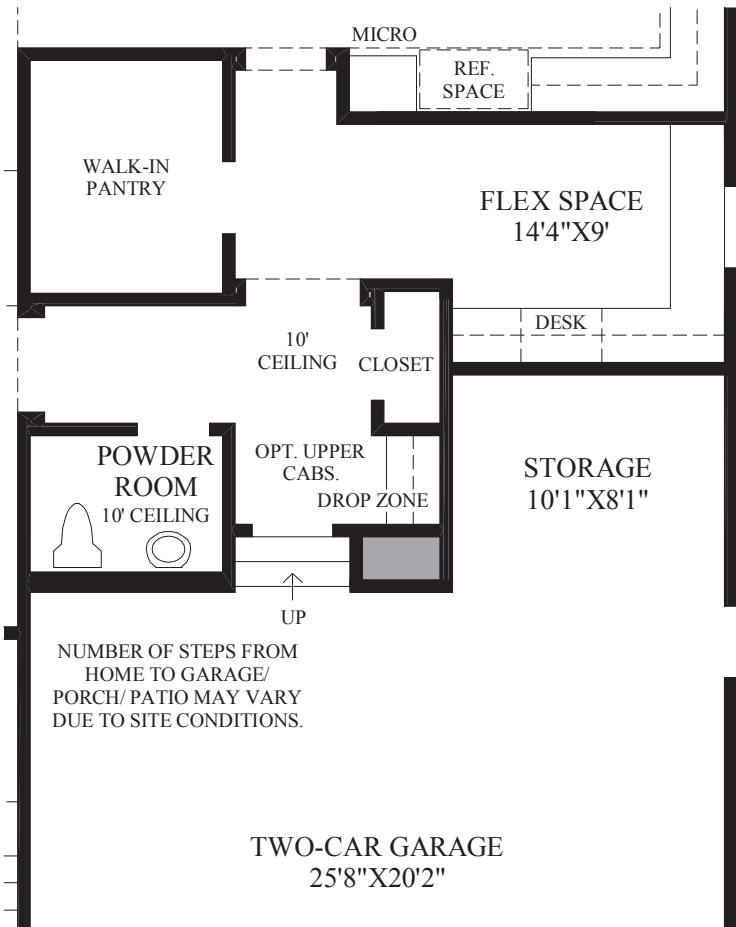 MICRO
REF.
SPACE
WALK-IN
PANTRY
FLEX SPACE
14'4"X9'
DESK
10'
CEILING
CLOSET
OPT. UPPER
CABS.
DROP ZONE
POWDER
ROOM
10' CEILING
STORAGE
10'1"X8'1"
UP
NUMBER OF STEPS FROM
HOME TO GARAGE/
PORCH/ PATIO MAY VARY
DUE TO SITE CONDITIONS.
TWO-CAR GARAGE
25'8"X20'2"